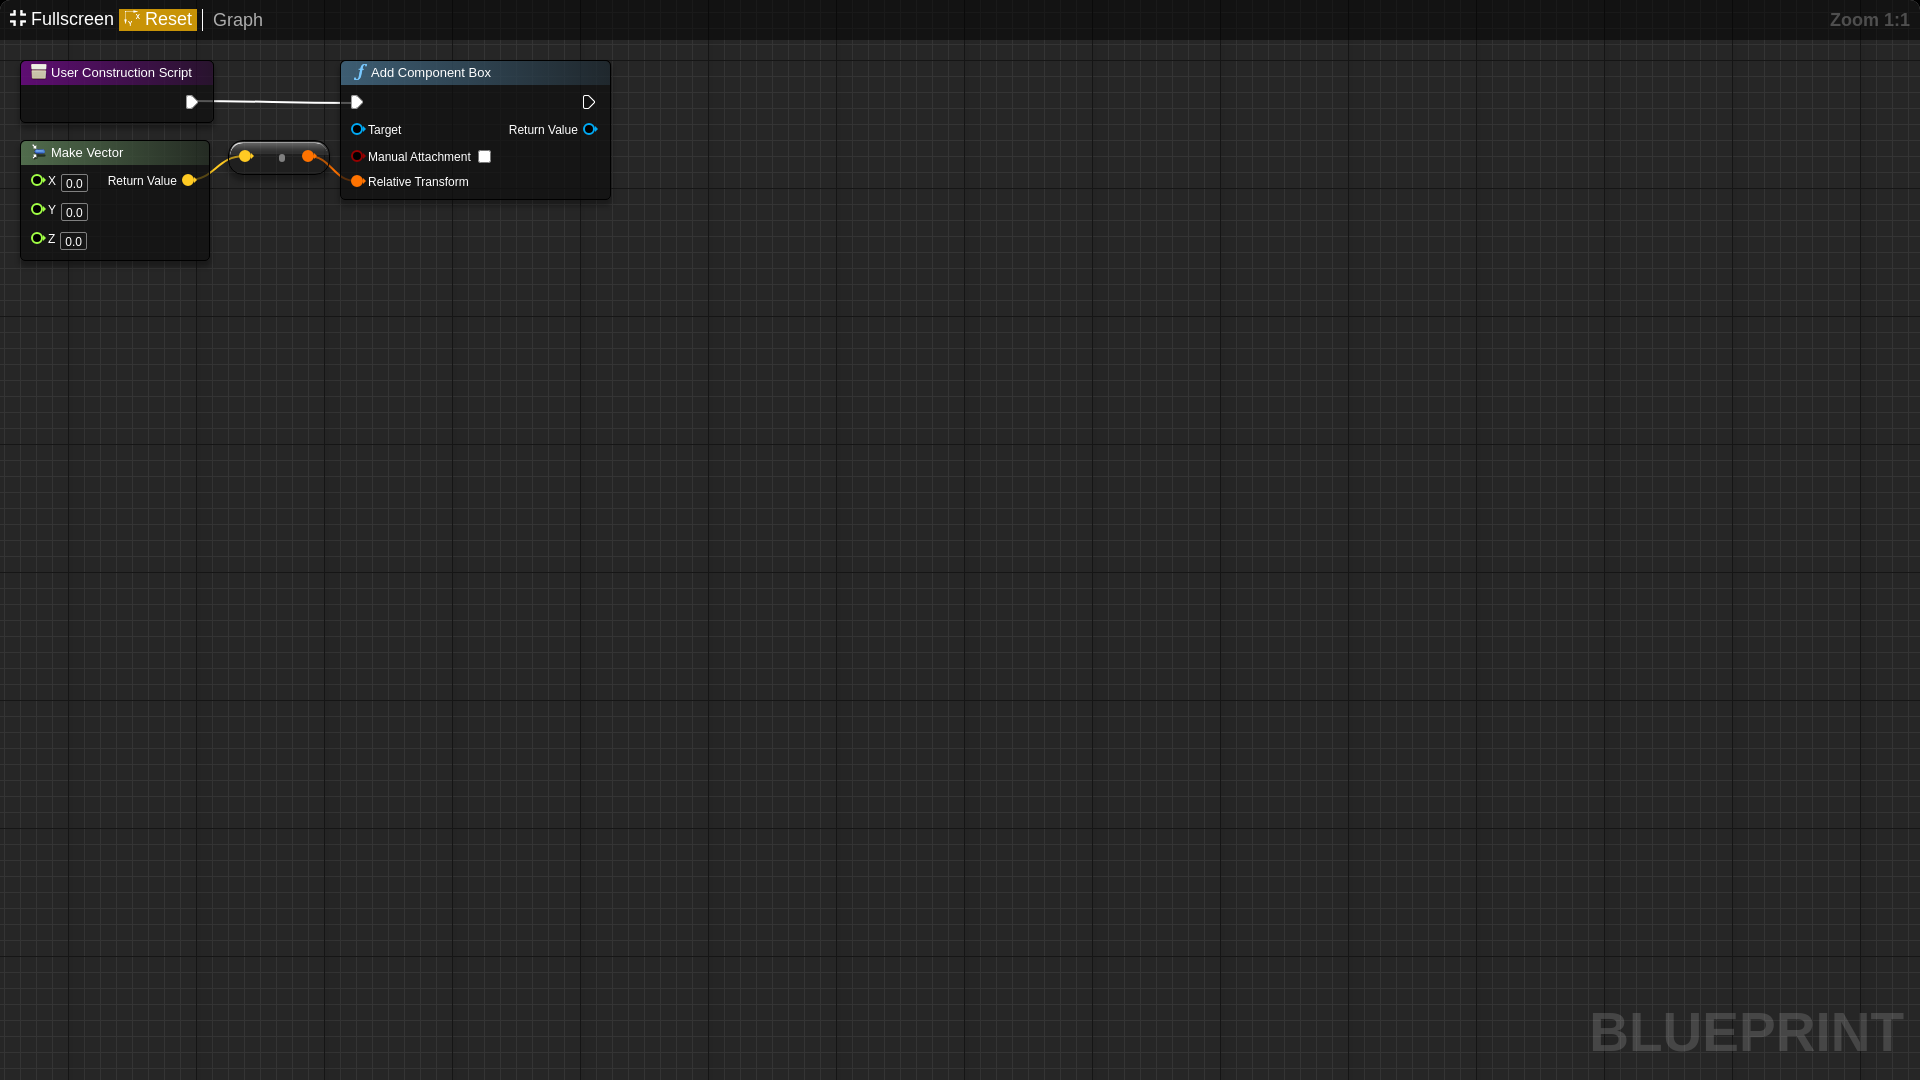 Fullscreen Reset Graph Zoom 1:1
User Construction Script
Add Component Box
Target Return Value
Manual Attachment
Relative Transform
Make Vector
X 0.0 Return Value
Y 0.0
Z 0.0
BLUEPRINT